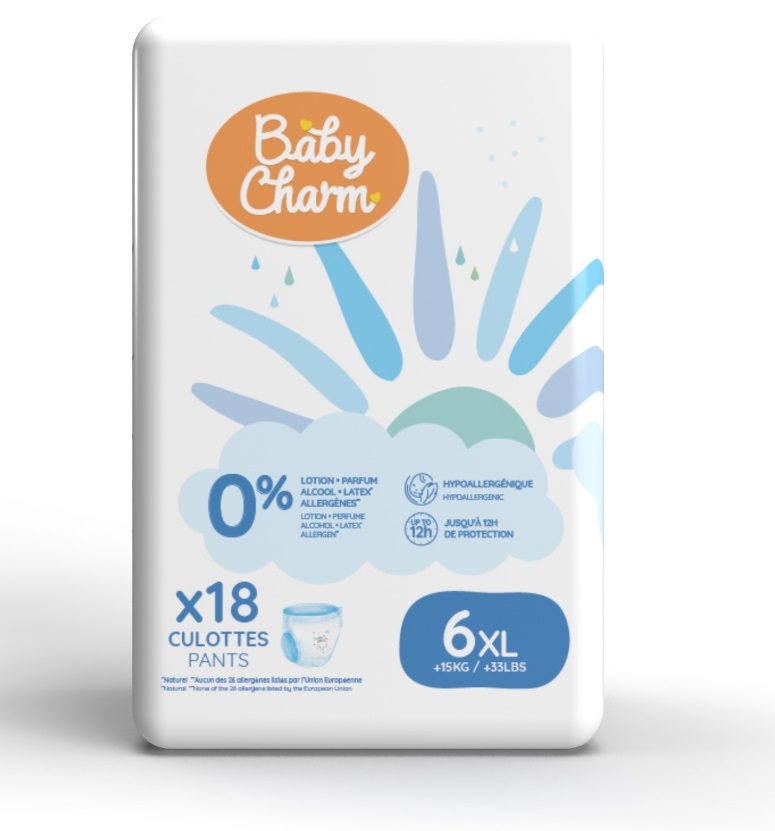 Baby
Charm
0%
LOTION • PARFUM
ALCOOL • LATEX*
ALLERGÈNES**
LOTION • PERFUME
ALCOHOL • LATEX*
ALLERGEN**
HYPOALLERGÉNIQUE
HYPOALLERGENIC
UP TO
12h
JUSQU'À 12H
DE PROTECTION
x18
CULOTTES
PANTS
6XL
+15KG / +33LBS
*Naturel **Aucun des 26 allergènes listés par l'Union Européenne
*Natural **None of the 26 allergens listed by the European Union